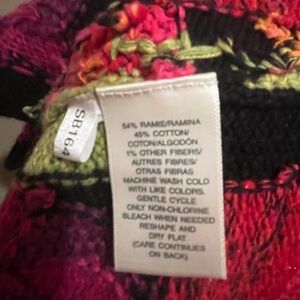 SB164
54% RAMIE/RAMINA
45% COTTON/
COTON/ALGODÓN
1% OTHER FIBERS/
AUTRES FIBRES/
OTRAS FIBRAS
MACHINE WASH COLD
WITH LIKE COLORS.
GENTLE CYCLE
ONLY NON-CHLORINE
BLEACH WHEN NEEDED
RESHAPE AND
DRY FLAT
(CARE CONTINUES
ON BACK)